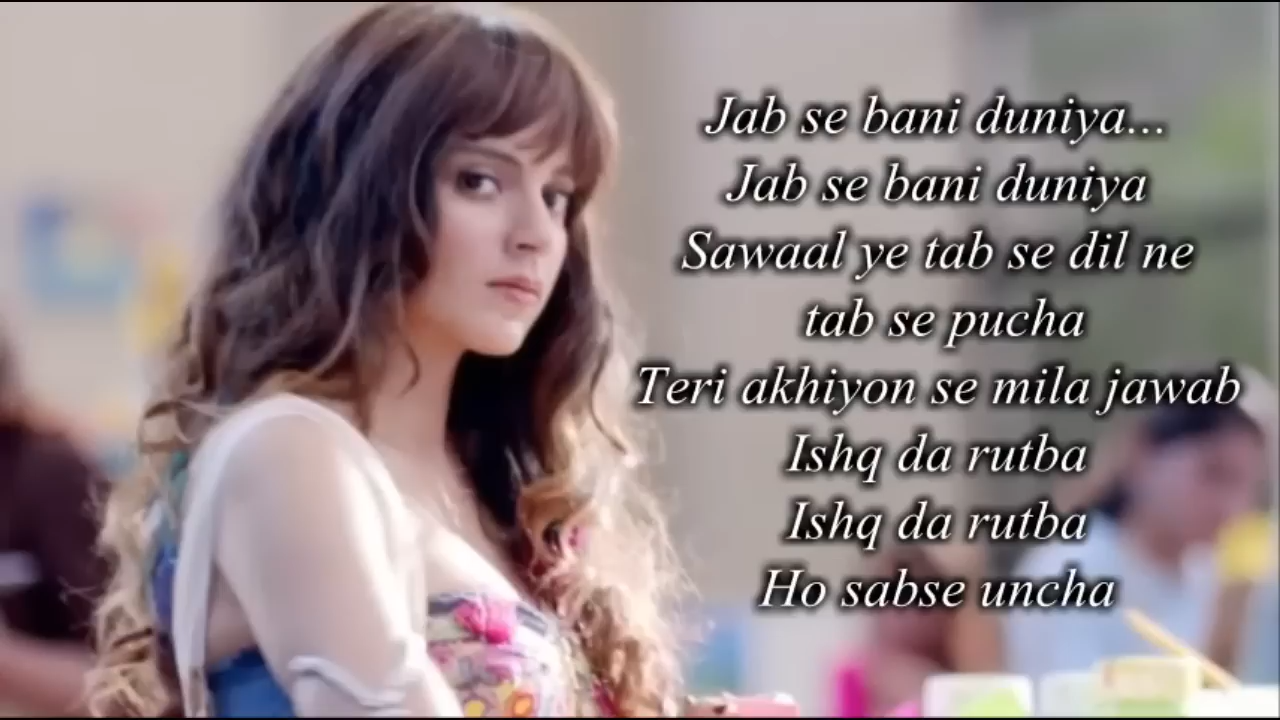 Jab se bani duniya...
Jab se bani duniya
Sawaal ye tab se dil ne
tab se pucha
Teri akhiyon se mila jawab
Ishq da rutba
Ishq da rutba
Ho sabse uncha